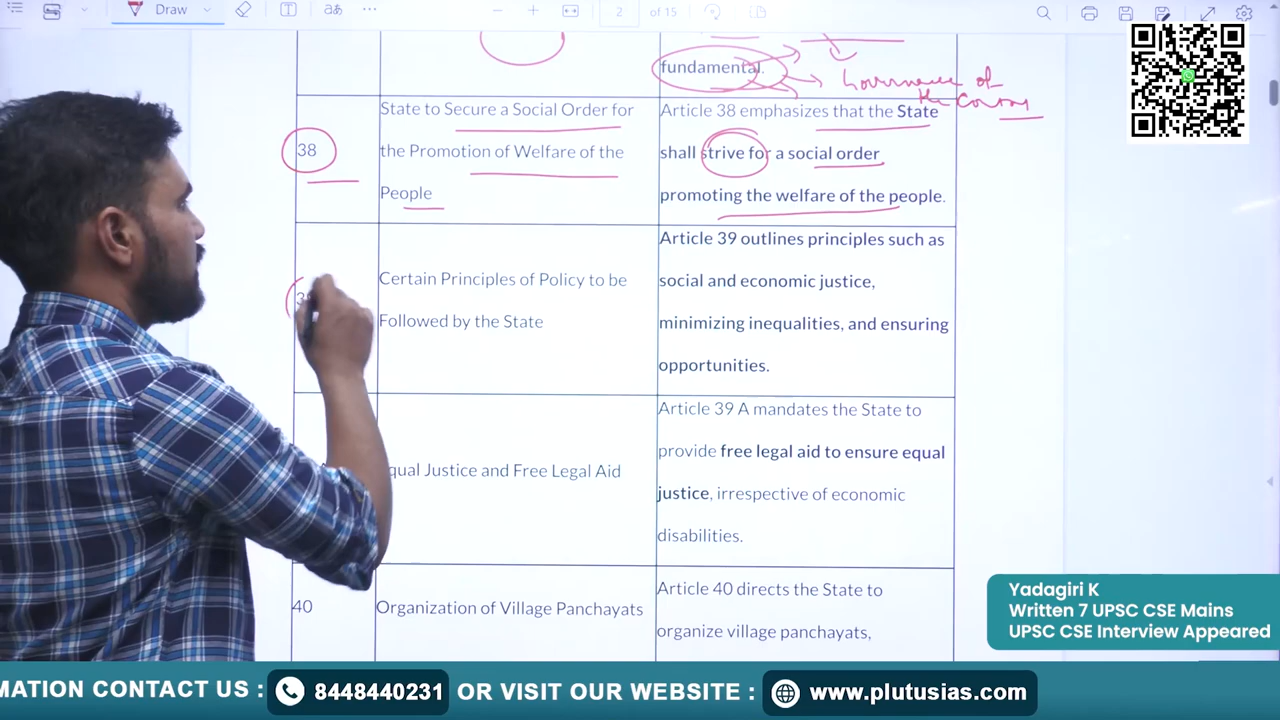 Draw
2 of 15
fundamental.
Governance of
the country
38
State to Secure a Social Order for
the Promotion of Welfare of the
People
Article 38 emphasizes that the State
shall strive for a social order
promoting the welfare of the people.
Certain Principles of Policy to be
Followed by the State
Article 39 outlines principles such as
social and economic justice,
minimizing inequalities, and ensuring
opportunities.
qual Justice and Free Legal Aid
Article 39 A mandates the State to
provide free legal aid to ensure equal
justice, irrespective of economic
disabilities.
40
Organization of Village Panchayats
Article 40 directs the State to
organize village panchayats,
Yadagiri K
Written 7 UPSC CSE Mains
UPSC CSE Interview Appeared
MATION CONTACT US : 8448440231 OR VISIT OUR WEBSITE : www.plutusias.com